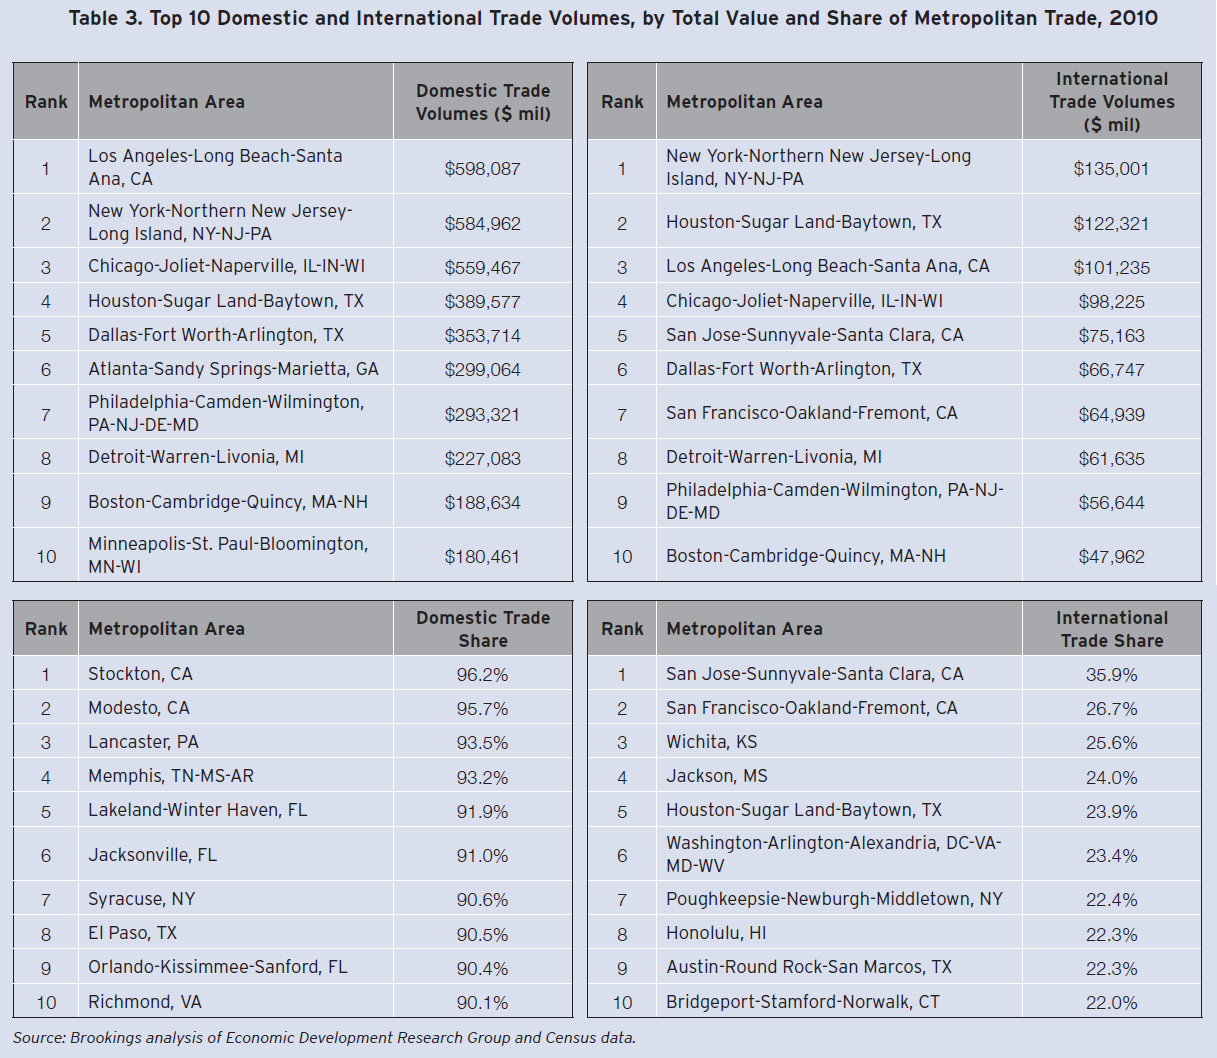 Table 3. Top 10 Domestic and International Trade Volumes, by Total Value and Share of Metropolitan Trade, 2010
Rank Metropolitan Area Domestic Trade
Volumes ($ mil)
1 Los Angeles-Long Beach-Santa
Ana, CA $598,087
2 New York-Northern New Jersey-
Long Island, NY-NJ-PA $584,962
3 Chicago-Joliet-Naperville, IL-IN-WI $559,467
4 Houston-Sugar Land-Baytown, TX $389,577
5 Dallas-Fort Worth-Arlington, TX $353,714
6 Atlanta-Sandy Springs-Marietta, GA $299,064
7 Philadelphia-Camden-Wilmington,
PA-NJ-DE-MD $293,321
8 Detroit-Warren-Livonia, MI $227,083
9 Boston-Cambridge-Quincy, MA-NH $188,634
10 Minneapolis-St. Paul-Bloomington,
MN-WI $180,461
Rank Metropolitan Area International
Trade Volumes
($ mil)
1 New York-Northern New Jersey-Long
Island, NY-NJ-PA $135,001
2 Houston-Sugar Land-Baytown, TX $122,321
3 Los Angeles-Long Beach-Santa Ana, CA $101,235
4 Chicago-Joliet-Naperville, IL-IN-WI $98,225
5 San Jose-Sunnyvale-Santa Clara, CA $75,163
6 Dallas-Fort Worth-Arlington, TX $66,747
7 San Francisco-Oakland-Fremont, CA $64,939
8 Detroit-Warren-Livonia, MI $61,635
9 Philadelphia-Camden-Wilmington, PA-NJ-
DE-MD $56,644
10 Boston-Cambridge-Quincy, MA-NH $47,962
Rank Metropolitan Area Domestic Trade
Share
1 Stockton, CA 96.2%
2 Modesto, CA 95.7%
3 Lancaster, PA 93.5%
4 Memphis, TN-MS-AR 93.2%
5 Lakeland-Winter Haven, FL 91.9%
6 Jacksonville, FL 91.0%
7 Syracuse, NY 90.6%
8 El Paso, TX 90.5%
9 Orlando-Kissimmee-Sanford, FL 90.4%
10 Richmond, VA 90.1%
Rank Metropolitan Area International
Trade Share
1 San Jose-Sunnyvale-Santa Clara, CA 35.9%
2 San Francisco-Oakland-Fremont, CA 26.7%
3 Wichita, KS 25.6%
4 Jackson, MS 24.0%
5 Houston-Sugar Land-Baytown, TX 23.9%
6 Washington-Arlington-Alexandria, DC-VA-
MD-WV 23.4%
7 Poughkeepsie-Newburgh-Middletown, NY 22.4%
8 Honolulu, HI 22.3%
9 Austin-Round Rock-San Marcos, TX 22.3%
10 Bridgeport-Stamford-Norwalk, CT 22.0%
Source: Brookings analysis of Economic Development Research Group and Census data.